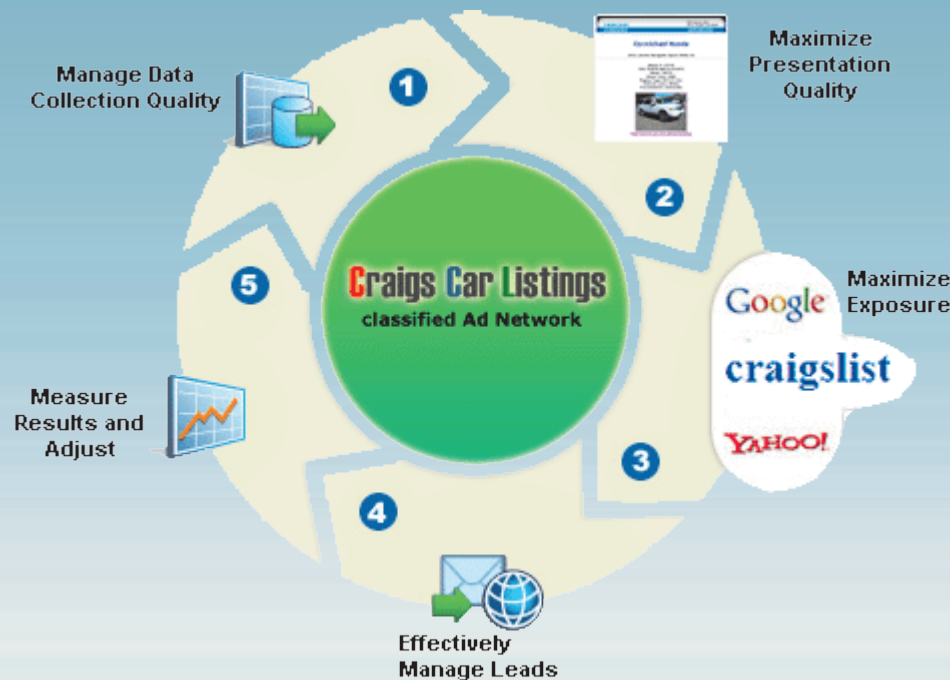 Manage Data
Collection Quality
1
Maximize
Presentation
Quality
2
Craigs Car Listings
classified Ad Network
Maximize
Exposure
Google
craigslist
YAHOO!
3
Effectively
Manage Leads
4
Measure
Results and
Adjust
5